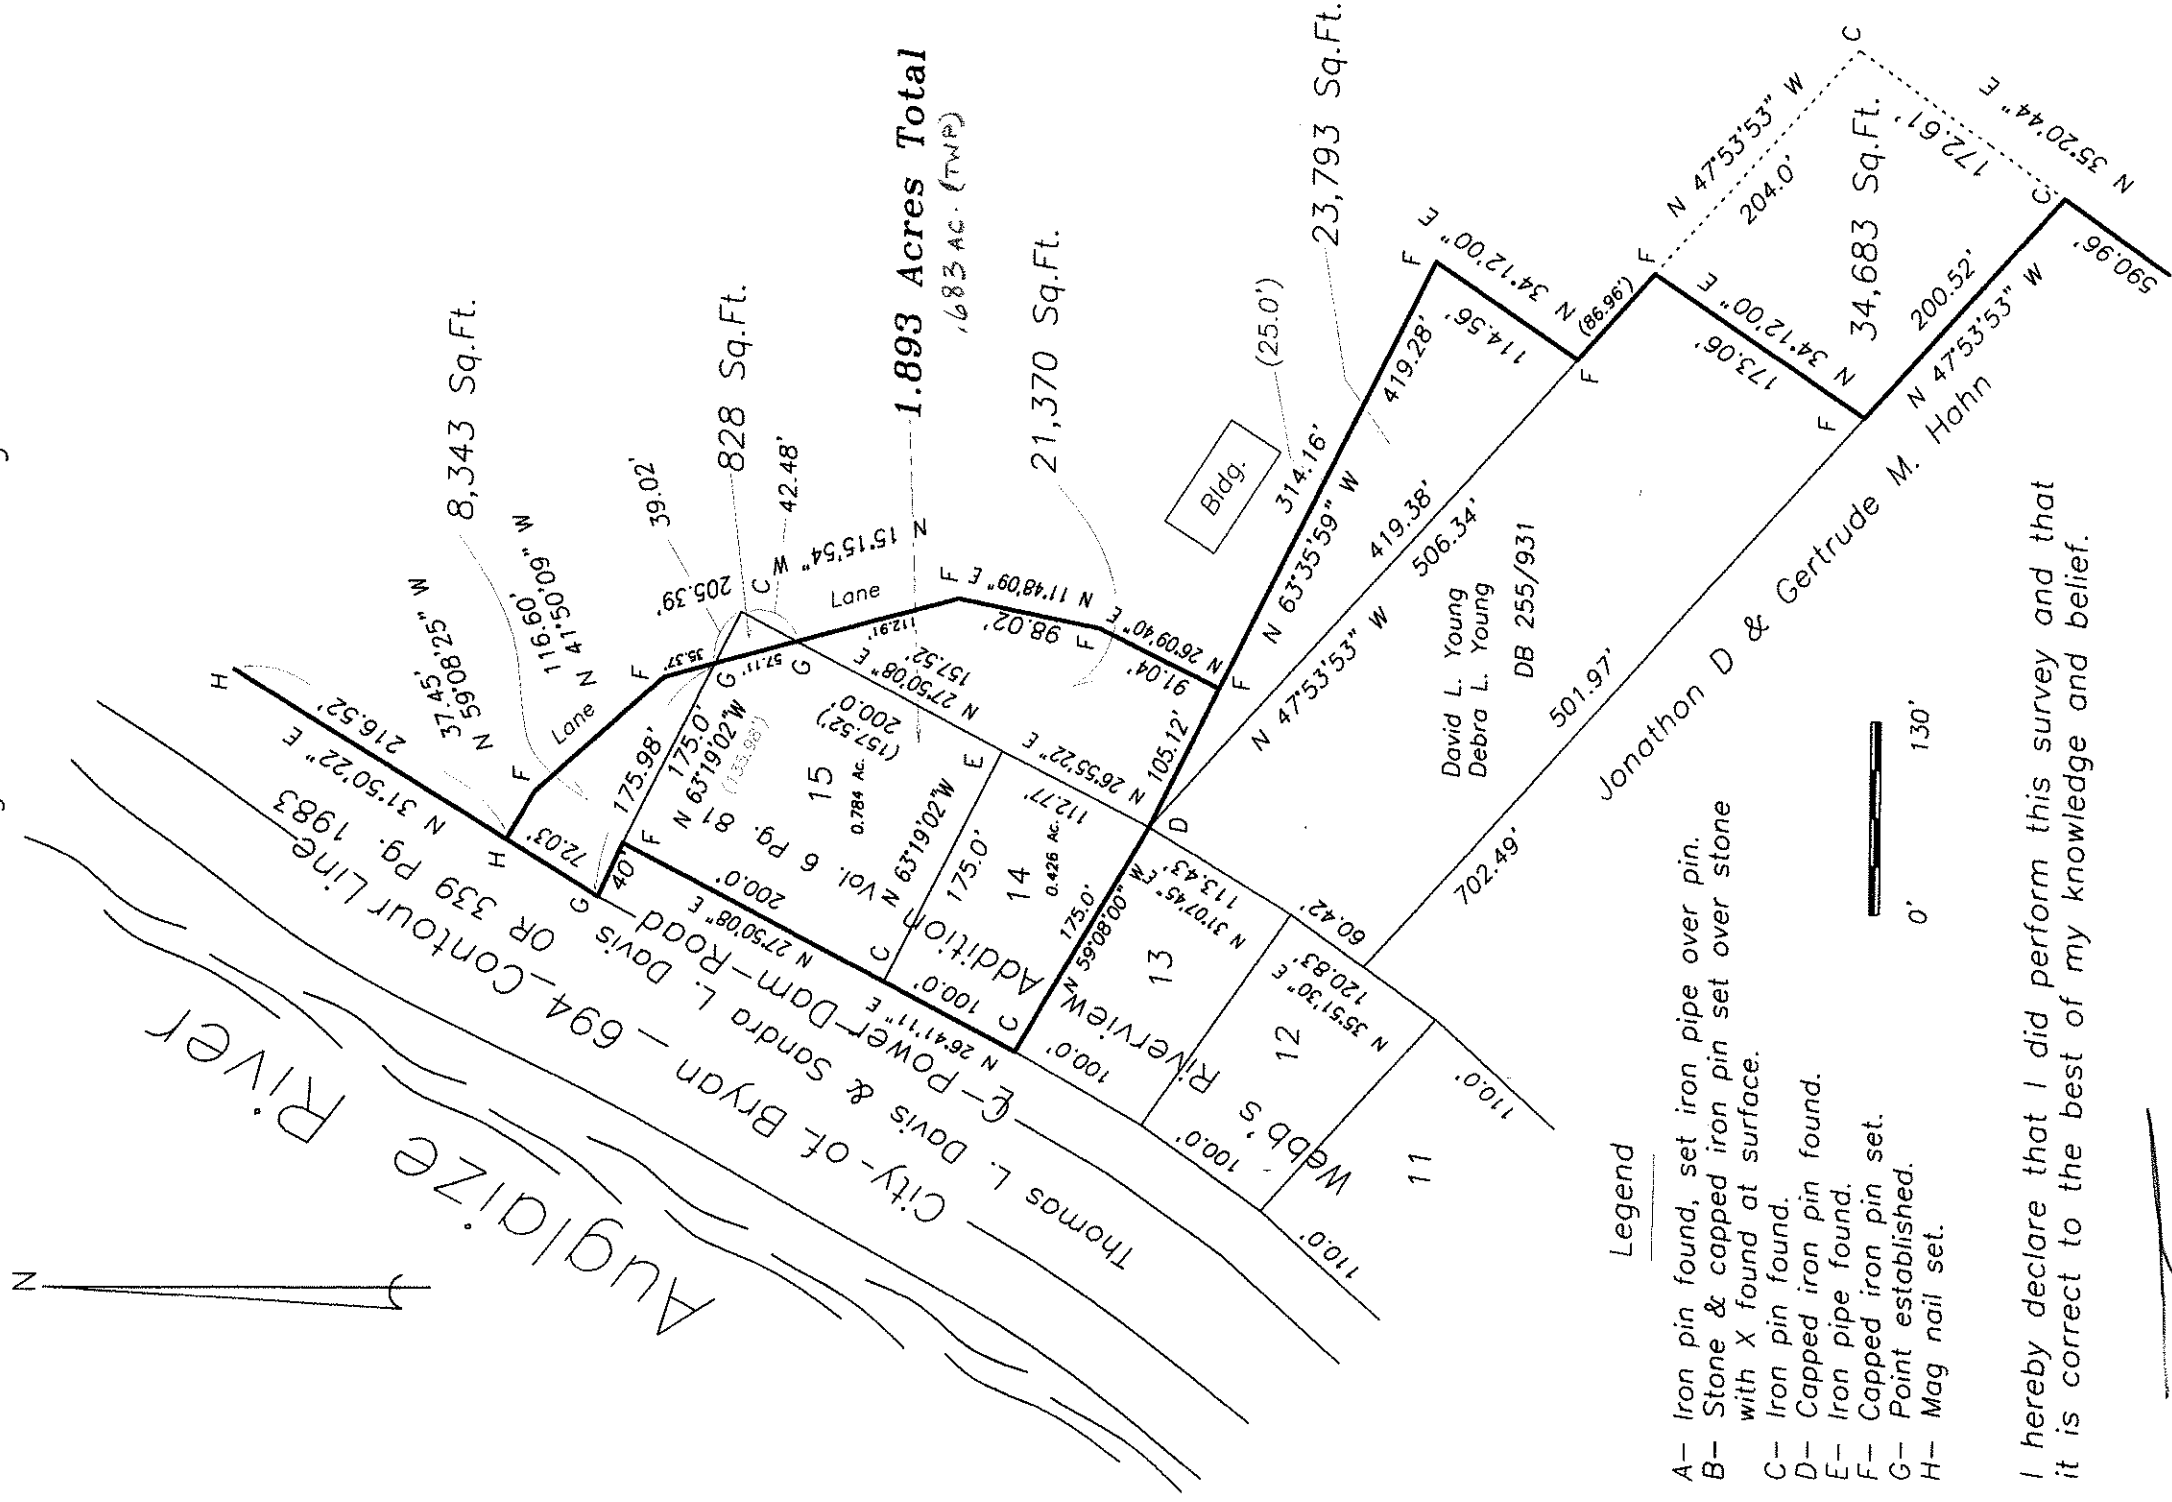 N
Auglaize River
City of Bryan – 694 – Contour Line
Thomas L. Davis & Sandra L. Davis OR 339 Pg. 1983
℄-Power-Dam-Road
H
216.52'
N 31°50'22" E
H
72.03'
G
40'
F
37.45'
N 59°08'25" W
116.60'
N 41°50'09" W
8,343 Sq.Ft.
F
Lane
F
39.02'
205.39'
828 Sq.Ft.
C
42.48'
N 15°15'54" W
35.37'
57.11'
112.91'
G
G
Lane
1.893 Acres Total
.683 AC. (TWP)
21,370 Sq.Ft.
175.98'
175.0'
N 63°19'02"W
(135.98')
15
0.784 Ac.
200.0'
(157.52')
157.52'
N 27°50'08" E
Vol. 6 Pg. 81
N 63°19'02"W
175.0'
E
200.0'
N 27°50'08" E
C
100.0'
N 26°41'11" E
C
14
0.426 Ac.
112.77'
N 26°55'22" E
F
98.02'
N 11°48'09" E
F
91.04'
N 26°09'40" E
F
105.12'
D
175.0'
N 59°08'00" W
Webb's Riverview Addition
13
100.0'
N 31°07'45" E
113.43'
12
100.0'
N 35°51'30" E
120.83'
60.42'
11
110.0'
110.0'
Bldg.
(25.0')
314.16'
N 63°35'59" W
419.28'
23,793 Sq.Ft.
F
N 34°12'00" E
114.56'
F
(86.96')
F
419.38'
506.34'
N 47°53'53" W
David L. Young
Debra L. Young
DB 255/931
N 34°12'00" E
173.06'
F
501.97'
702.49'
Jonathon D & Gertrude M. Hahn
N 47°53'53" W
204.0'
C
172.61'
N 35°20'44" E
34,683 Sq.Ft.
C
200.52'
N 47°53'53" W
590.96'
0' 130'
Legend
A– Iron pin found, set iron pipe over pin.
B– Stone & capped iron pin set over stone
with X found at surface.
C– Iron pin found.
D– Capped iron pin found.
E– Iron pipe found.
F– Capped iron pin set.
G– Point established.
H– Mag nail set.
I hereby declare that I did perform this survey and that
it is correct to the best of my knowledge and belief.